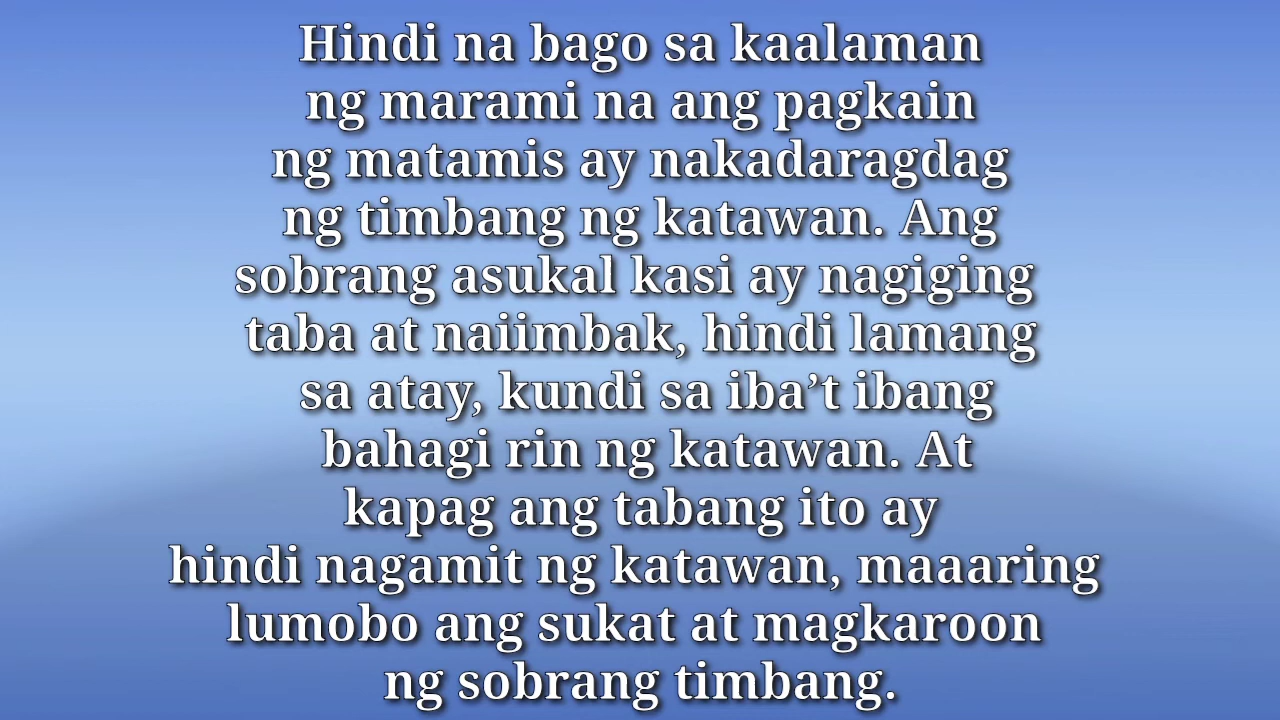 Hindi na bago sa kaalaman
ng marami na ang pagkain
ng matamis ay nakadaragdag
ng timbang ng katawan. Ang
sobrang asukal kasi ay nagiging
taba at naiimbak, hindi lamang
sa atay, kundi sa iba’t ibang
bahagi rin ng katawan. At
kapag ang tabang ito ay
hindi nagamit ng katawan, maaaring
lumobo ang sukat at magkaroon
ng sobrang timbang.